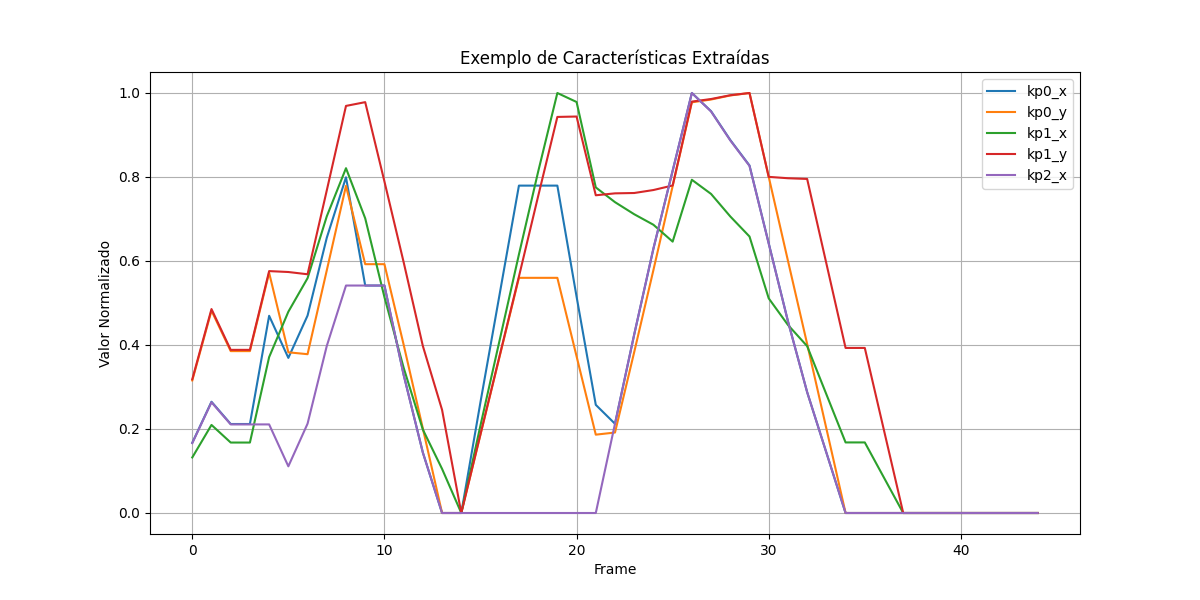 Exemplo de Características Extraídas
Valor Normalizado
1.0
0.8
0.6
0.4
0.2
0.0
0
10
20
30
40
Frame
kp0_x
kp0_y
kp1_x
kp1_y
kp2_x